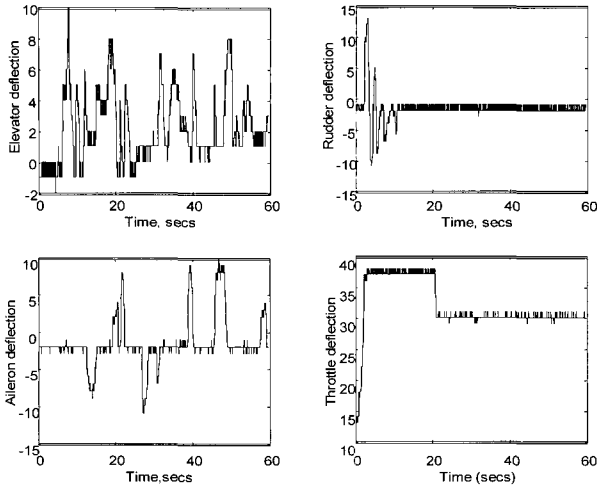 10
8
6
4
2
0
-2
Elevator deflection
0 20 40 60
Time, secs
15
10
5
0
-5
-10
-15
Rudder deflection
0 20 40 60
Time, secs
10
5
0
-5
-10
-15
Aileron deflection
0 20 40 60
Time,secs
40
35
30
25
20
15
10
Throttle deflection
0 20 40 60
Time (secs)